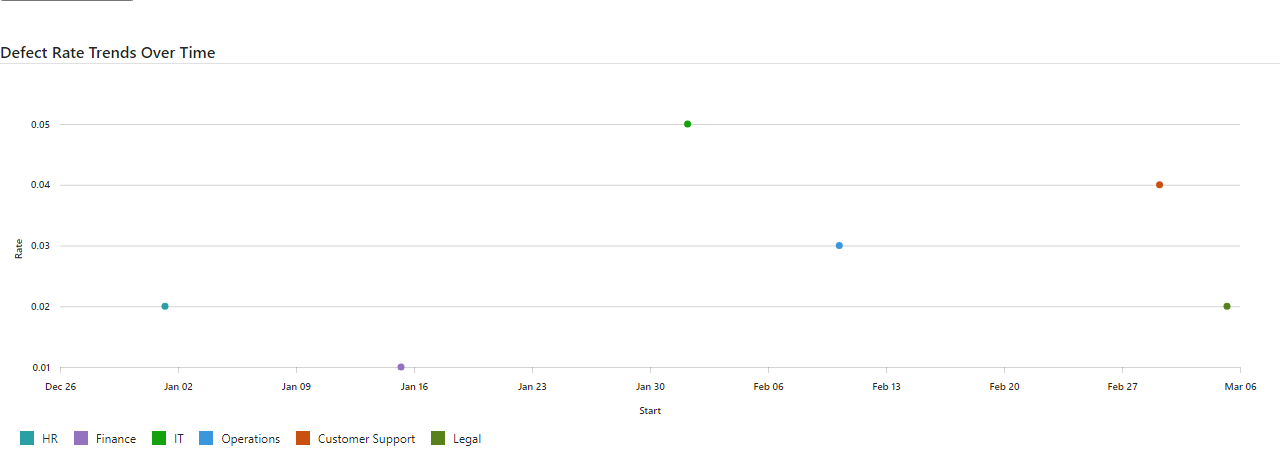 Defect Rate Trends Over Time
0.05
0.04
0.03
0.02
0.01
Rate
Dec 26 Jan 02 Jan 09 Jan 16 Jan 23 Jan 30 Feb 06 Feb 13 Feb 20 Feb 27 Mar 06
Start
HR Finance IT Operations Customer Support Legal